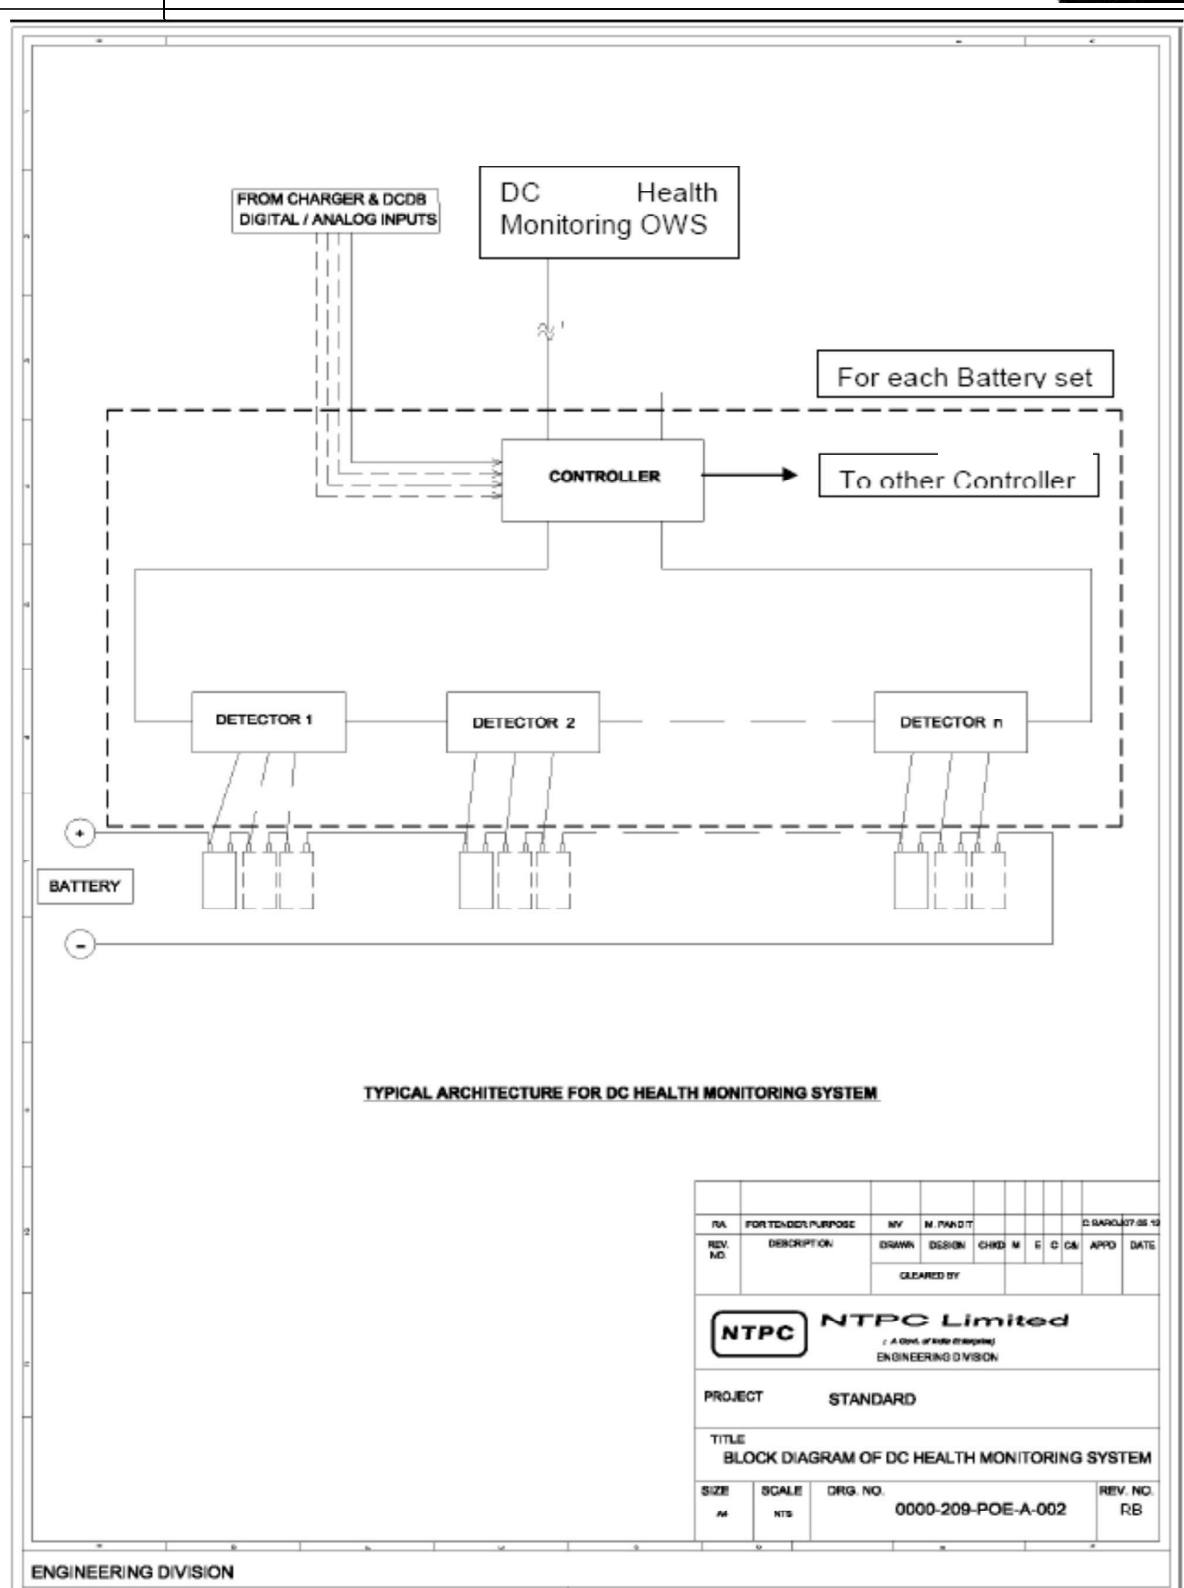 FROM CHARGER & DCDB
DIGITAL / ANALOG INPUTS
DC Health
Monitoring OWS
For each Battery set
CONTROLLER
To other Controller
DETECTOR 1
DETECTOR 2
DETECTOR n
+
BATTERY
-
TYPICAL ARCHITECTURE FOR DC HEALTH MONITORING SYSTEM
RA FOR TENDER PURPOSE MV M. PANDIT
REV. NO. DESCRIPTION DRAWN DESIGN CHKD M E C C&I APPD DATE
CLEARED BY
NTPC
NTPC Limited
( A Govt. of India Enterprise)
ENGINEERING DIVISION
PROJECT STANDARD
TITLE
BLOCK DIAGRAM OF DC HEALTH MONITORING SYSTEM
SIZE SCALE DRG. NO. REV. NO.
A4 NTS 0000-209-POE-A-002 RB
ENGINEERING DIVISION